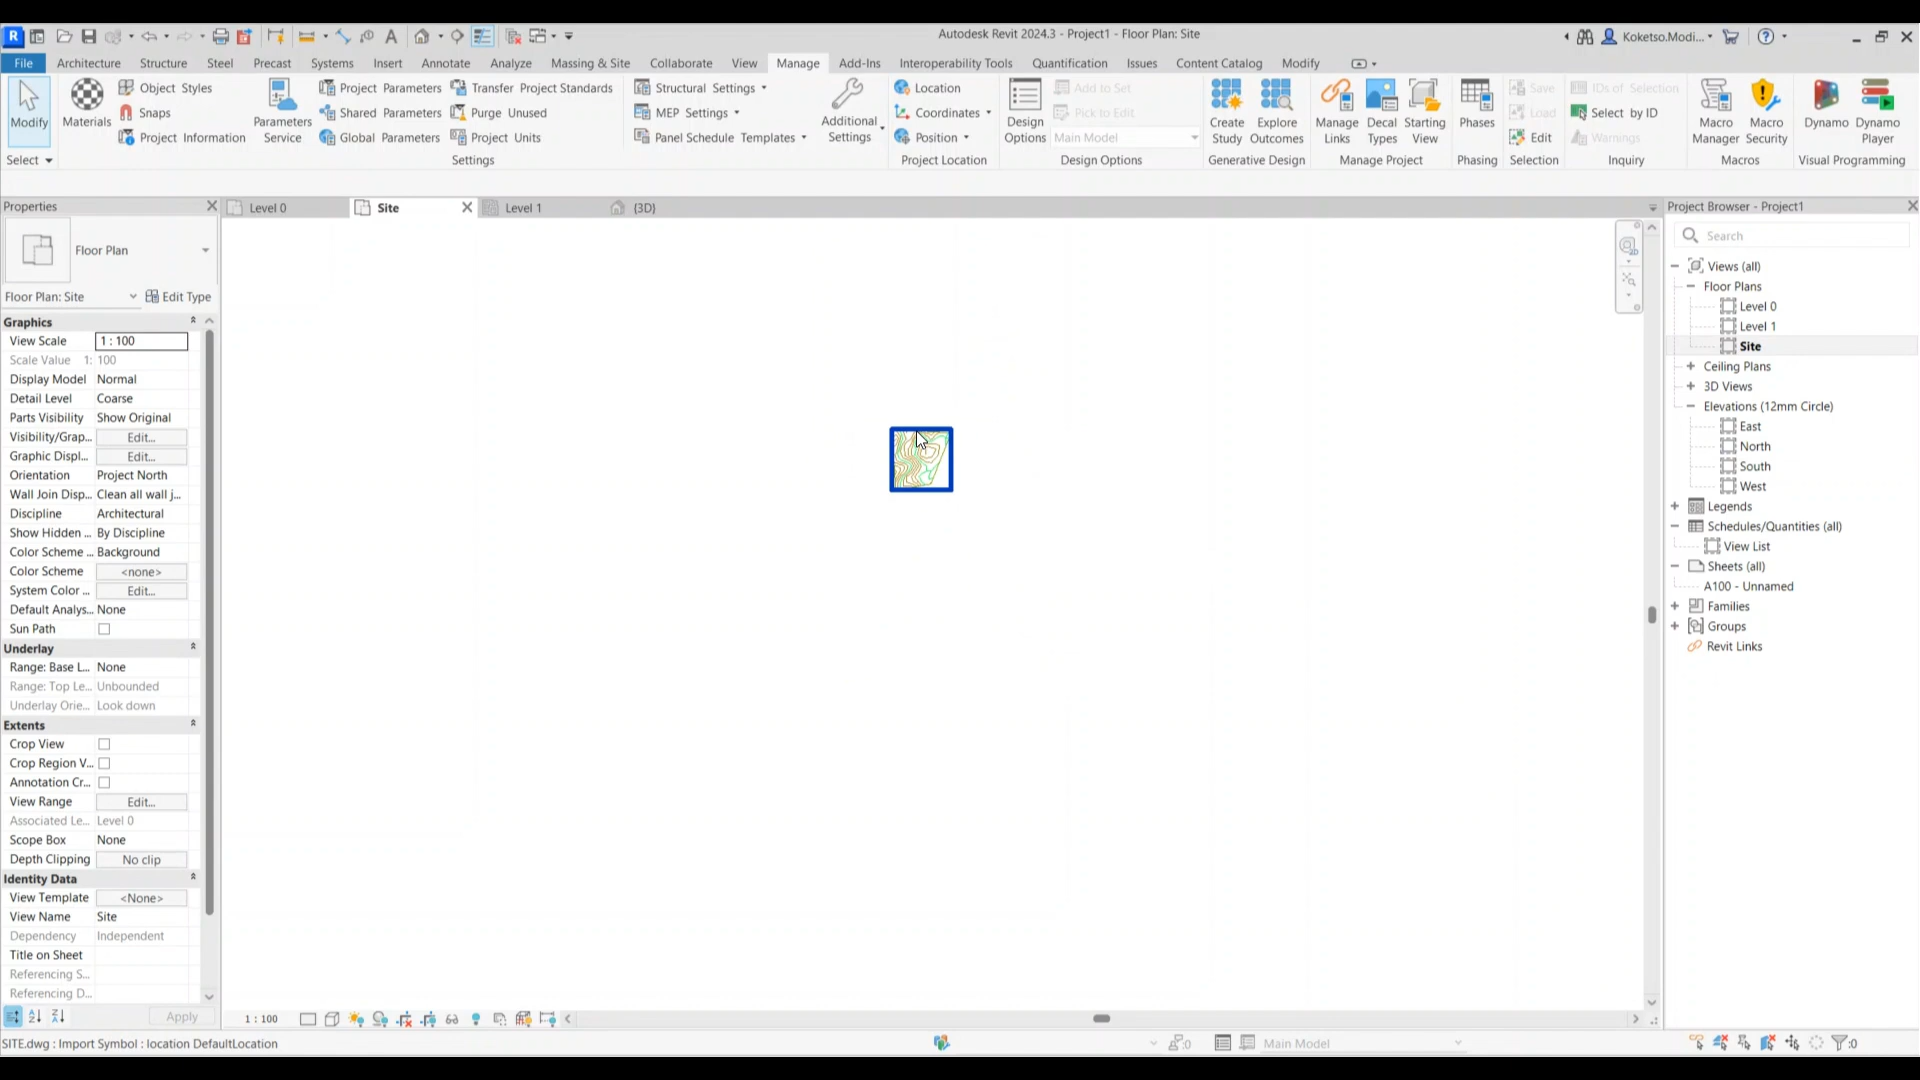 Autodesk Revit 2024.3 - Project1 - Floor Plan: Site
Koketso.Modi...
File Architecture Structure Steel Precast Systems Insert Annotate Analyze Massing & Site Collaborate View Manage Add-Ins Interoperability Tools Quantification Issues Content Catalog Modify
Modify
Select
Materials
Object Styles
Snaps
Project Information
Parameters
Service
Project Parameters
Shared Parameters
Global Parameters
Transfer Project Standards
Purge Unused
Project Units
Settings
Structural Settings
MEP Settings
Panel Schedule Templates
Additional
Settings
Location
Coordinates
Position
Project Location
Design
Options
Add to Set
Pick to Edit
Main Model
Design Options
Create
Study
Explore
Outcomes
Generative Design
Manage
Links
Decal
Types
Starting
View
Manage Project
Phases
Phasing
Save
Load
Edit
Selection
IDs of Selection
Select by ID
Warnings
Inquiry
Macro
Manager
Macro
Security
Macros
Dynamo
Dynamo
Player
Visual Programming
Properties
Level 0
Site
Level 1
{3D}
Floor Plan
Floor Plan: Site
Edit Type
Graphics
View Scale 1 : 100
Scale Value 1: 100
Display Model Normal
Detail Level Coarse
Parts Visibility Show Original
Visibility/Grap... Edit...
Graphic Displ... Edit...
Orientation Project North
Wall Join Disp... Clean all wall j...
Discipline Architectural
Show Hidden ... By Discipline
Color Scheme ... Background
Color Scheme <none>
System Color ... Edit...
Default Analys... None
Sun Path
Underlay
Range: Base L... None
Range: Top Le... Unbounded
Underlay Orie... Look down
Extents
Crop View
Crop Region V...
Annotation Cr...
View Range Edit...
Associated Le... Level 0
Scope Box None
Depth Clipping No clip
Identity Data
View Template <None>
View Name Site
Dependency Independent
Title on Sheet
Referencing S...
Referencing D...
Apply
1 : 100
SITE.dwg : Import Symbol : location DefaultLocation
:0
Main Model
:0
Project Browser - Project1
Search
Views (all)
Floor Plans
Level 0
Level 1
Site
Ceiling Plans
3D Views
Elevations (12mm Circle)
East
North
South
West
Legends
Schedules/Quantities (all)
View List
Sheets (all)
A100 - Unnamed
Families
Groups
Revit Links